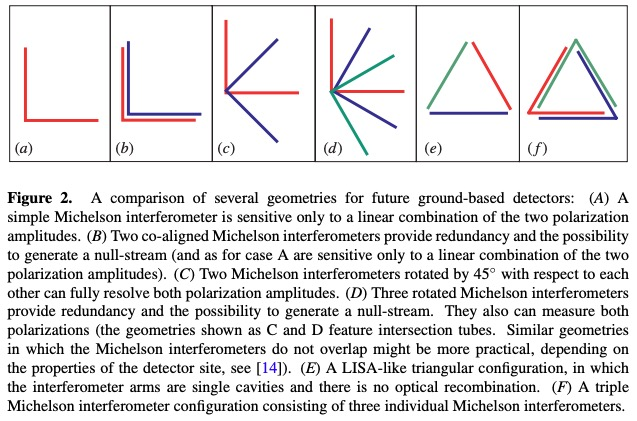 (a)
(b)
(c)
(d)
(e)
(f)
Figure 2. A comparison of several geometries for future ground-based detectors: (A) A
simple Michelson interferometer is sensitive only to a linear combination of the two polarization
amplitudes. (B) Two co-aligned Michelson interferometers provide redundancy and the possibility
to generate a null-stream (and as for case A are sensitive only to a linear combination of the two
polarization amplitudes). (C) Two Michelson interferometers rotated by 45° with respect to each
other can fully resolve both polarization amplitudes. (D) Three rotated Michelson interferometers
provide redundancy and the possibility to generate a null-stream. They also can measure both
polarizations (the geometries shown as C and D feature intersection tubes. Similar geometries
in which the Michelson interferometers do not overlap might be more practical, depending on
the properties of the detector site, see [14]). (E) A LISA-like triangular configuration, in which
the interferometer arms are single cavities and there is no optical recombination. (F) A triple
Michelson interferometer configuration consisting of three individual Michelson interferometers.